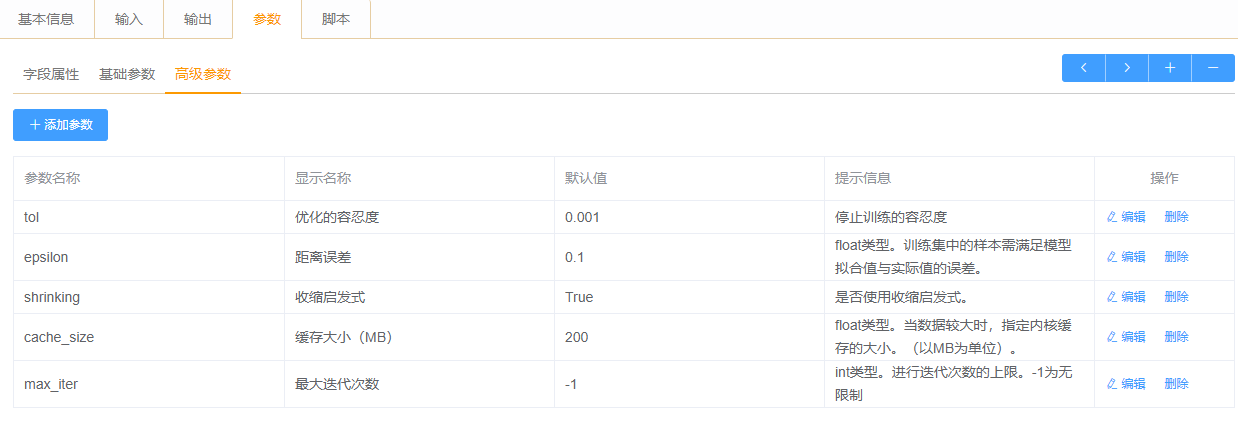 基本信息 输入 输出 参数 脚本
字段属性 基础参数 高级参数
添加参数
参数名称 显示名称 默认值 提示信息 操作
tol 优化的容忍度 0.001 停止训练的容忍度 编辑 删除
epsilon 距离误差 0.1 float类型。训练集中的样本需满足模型
拟合值与实际值的误差。 编辑 删除
shrinking 收缩启发式 True 是否使用收缩启发式。 编辑 删除
cache_size 缓存大小（MB） 200 float类型。当数据较大时，指定内核缓
存的大小。（以MB为单位）。 编辑 删除
max_iter 最大迭代次数 -1 int类型。进行迭代次数的上限。-1为无
限制 编辑 删除